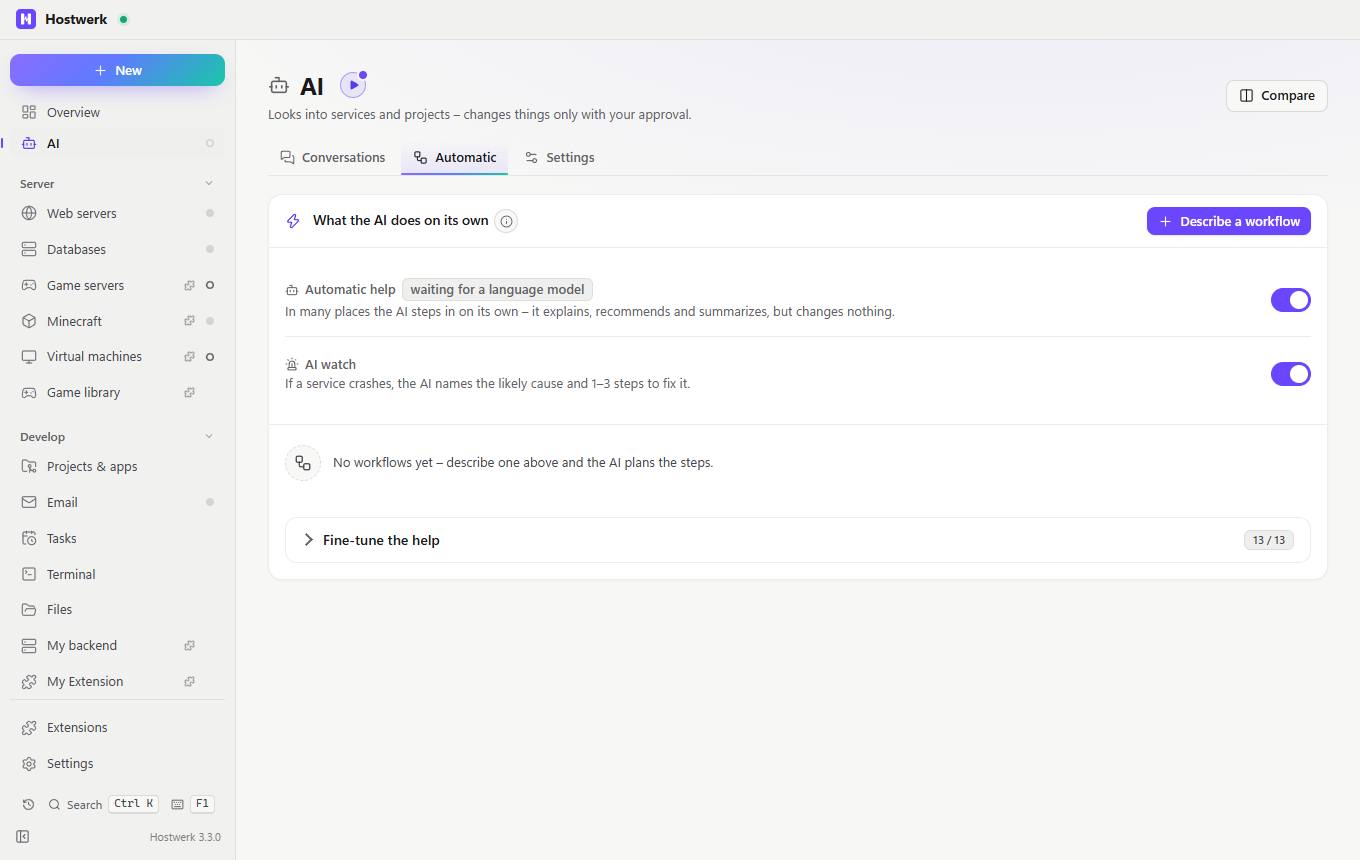 Hostwerk
New
Overview
AI
Server
Web servers
Databases
Game servers
Minecraft
Virtual machines
Game library
Develop
Projects & apps
Email
Tasks
Terminal
Files
My backend
My Extension
Extensions
Settings
Search Ctrl K F1
Hostwerk 3.3.0
AI
Looks into services and projects – changes things only with your approval.
Compare
Conversations Automatic Settings
What the AI does on its own
Describe a workflow
Automatic help waiting for a language model
In many places the AI steps in on its own – it explains, recommends and summarizes, but changes nothing.
AI watch
If a service crashes, the AI names the likely cause and 1–3 steps to fix it.
No workflows yet – describe one above and the AI plans the steps.
Fine-tune the help 13 / 13